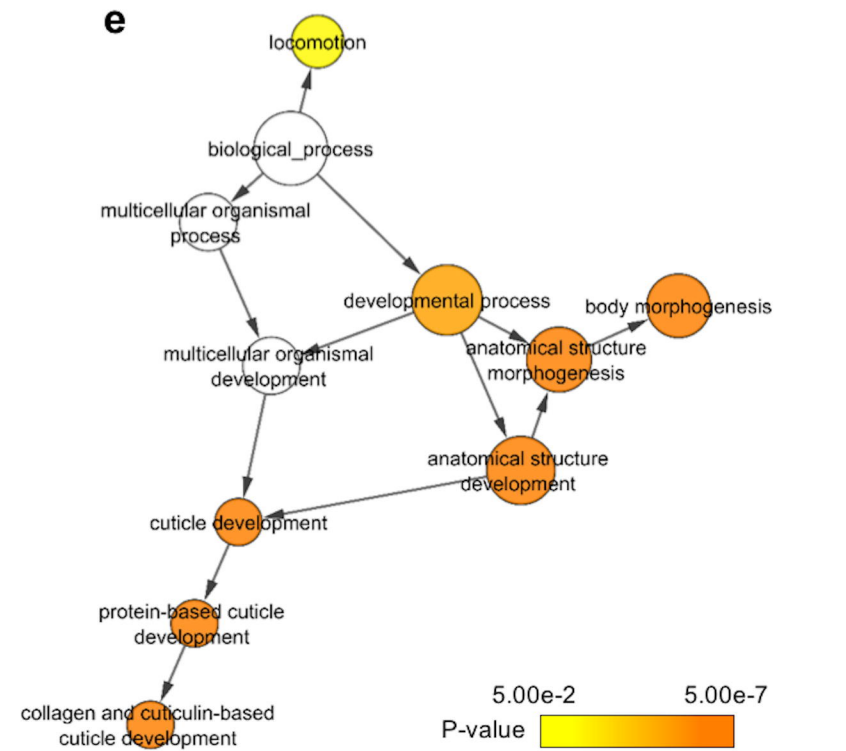 e
locomotion
biological_process
multicellular organismal
process
developmental process
body morphogenesis
anatomical structure
morphogenesis
multicellular organismal
development
anatomical structure
development
cuticle development
protein-based cuticle
development
collagen and cuticulin-based
cuticle development
5.00e-2 5.00e-7
P-value